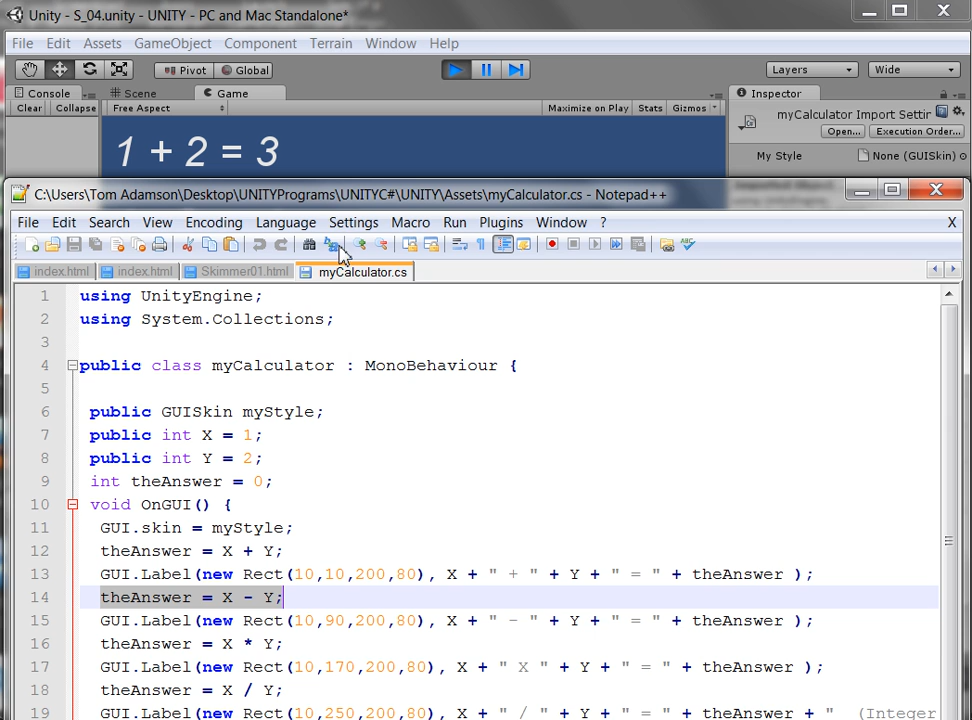 Unity - S_04.unity - UNITY - PC and Mac Standalone*
File Edit Assets GameObject Component Terrain Window Help
Pivot Global Layers Wide
Console Scene Game Inspector
Clear Collapse Free Aspect Maximize on Play Stats Gizmos myCalculator Import Settin
Open... Execution Order...
1 + 2 = 3
My Style None (GUISkin)
C:\Users\Tom Adamson\Desktop\UNITYPrograms\UNITYC#\UNITY\Assets\myCalculator.cs - Notepad++
File Edit Search View Encoding Language Settings Macro Run Plugins Window ? X
index.html index.html Skimmer01.html myCalculator.cs
1 using UnityEngine;
2 using System.Collections;
3
4 public class myCalculator : MonoBehaviour {
5
6 public GUISkin myStyle;
7 public int X = 1;
8 public int Y = 2;
9 int theAnswer = 0;
10 void OnGUI() {
11 GUI.skin = myStyle;
12 theAnswer = X + Y;
13 GUI.Label(new Rect(10,10,200,80), X + " + " + Y + " = " + theAnswer );
14 theAnswer = X - Y;
15 GUI.Label(new Rect(10,90,200,80), X + " - " + Y + " = " + theAnswer );
16 theAnswer = X * Y;
17 GUI.Label(new Rect(10,170,200,80), X + " X " + Y + " = " + theAnswer );
18 theAnswer = X / Y;
19 GUI.Label(new Rect(10,250,200,80), X + " / " + Y + " = " + theAnswer + " (Integer